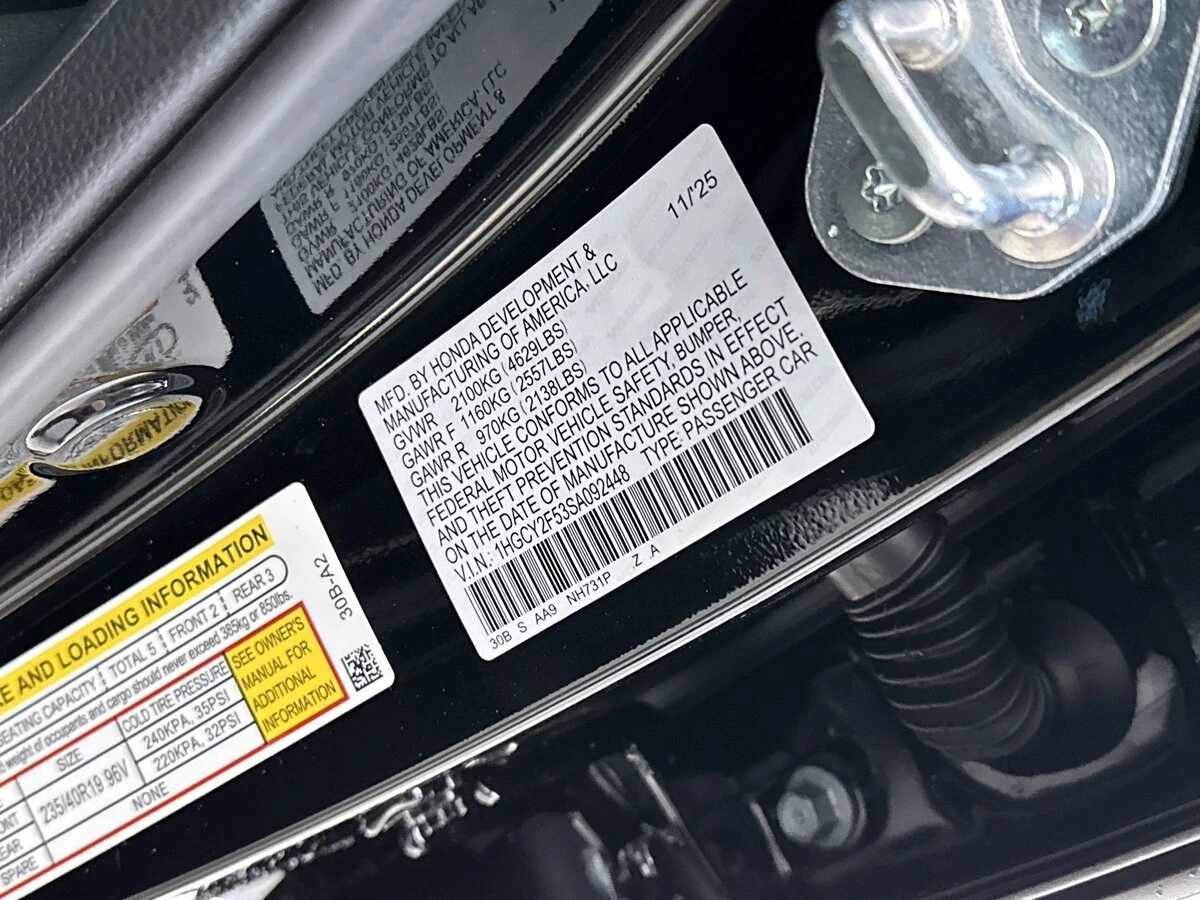 11/'25
MFD. BY HONDA DEVELOPMENT &
MANUFACTURING OF AMERICA, LLC
GVWR 2100KG (4629LBS)
GAWR F 1160KG (2557LBS)
GAWR R 970KG (2138LBS)
THIS VEHICLE CONFORMS TO ALL APPLICABLE
FEDERAL MOTOR VEHICLE SAFETY, BUMPER,
AND THEFT PREVENTION STANDARDS IN EFFECT
ON THE DATE OF MANUFACTURE SHOWN ABOVE.
V.I.N: 1HGCY2F53SA092448 TYPE: PASSENGER CAR
30B S AA9 NH731P Z .A
E AND LOADING INFORMATION
SEATING CAPACITY TOTAL 5 FRONT 2 REAR 3
weight of occupants and cargo should never exceed 385kg or 850lbs.
SIZE COLD TIRE PRESSURE
235/40R19 96V 240KPA, 35PSI
220KPA, 32PSI
SPARE NONE
SEE OWNER'S
MANUAL FOR
ADDITIONAL
INFORMATION
30B-A2